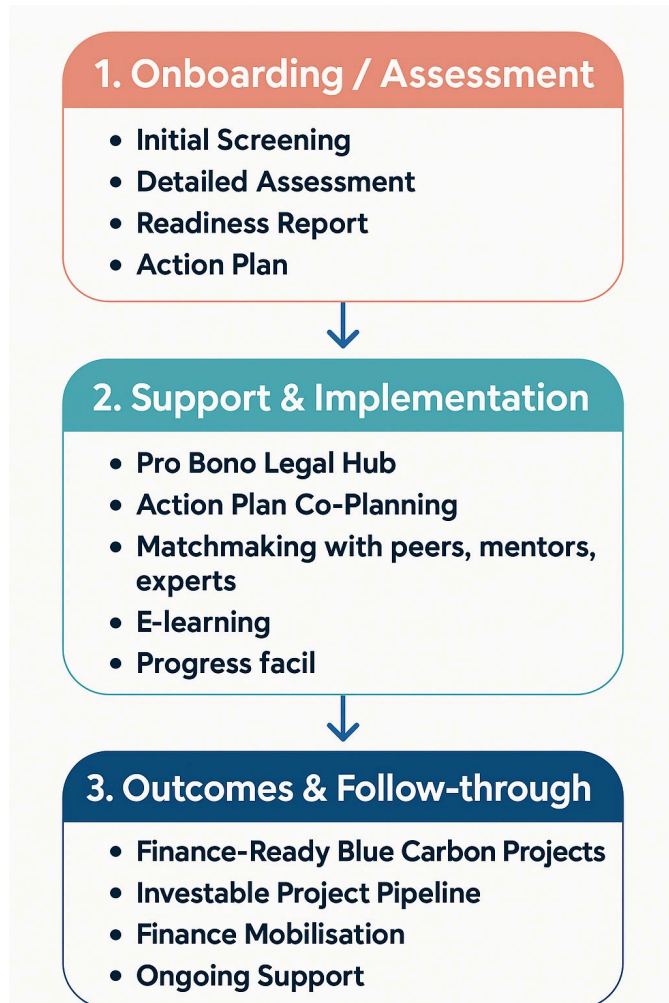 1. Onboarding / Assessment
• Initial Screening
• Detailed Assessment
• Readiness Report
• Action Plan
2. Support & Implementation
• Pro Bono Legal Hub
• Action Plan Co-Planning
• Matchmaking with peers, mentors,
experts
• E-learning
• Progress facil
3. Outcomes & Follow-through
• Finance-Ready Blue Carbon Projects
• Investable Project Pipeline
• Finance Mobilisation
• Ongoing Support